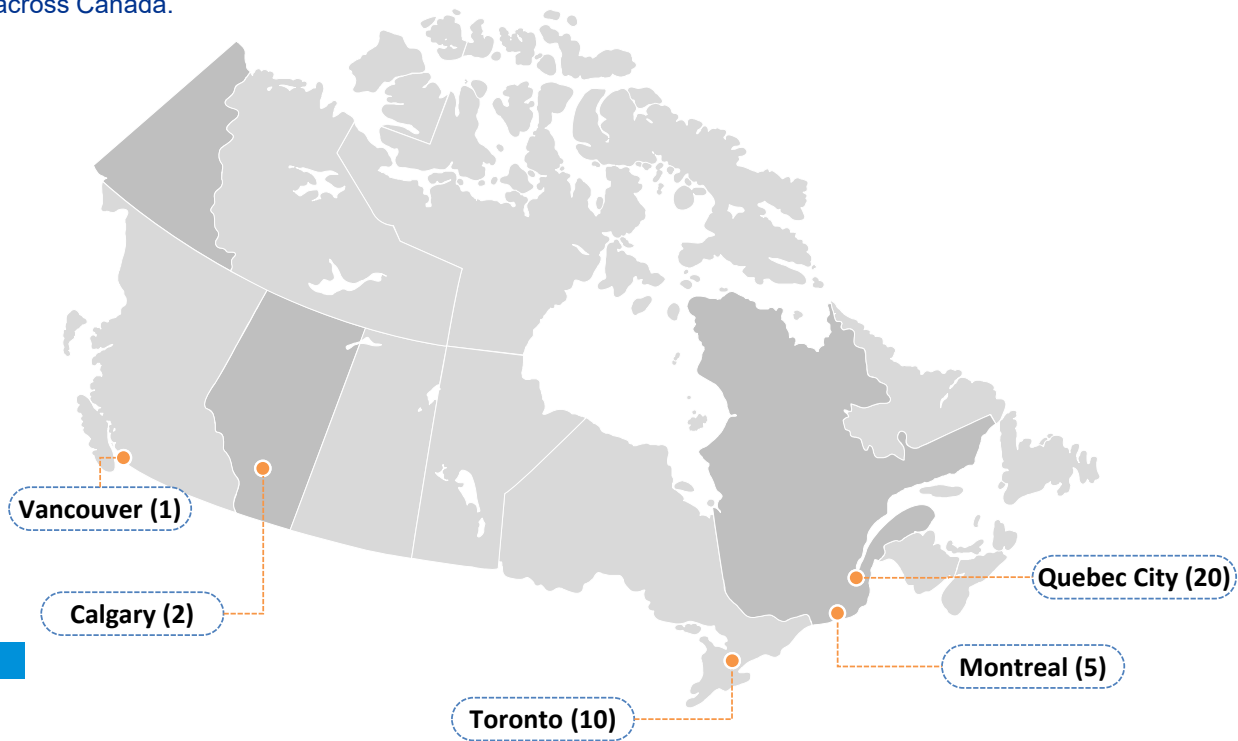 across Canada.
Vancouver (1)
Calgary (2)
Quebec City (20)
Montreal (5)
Toronto (10)